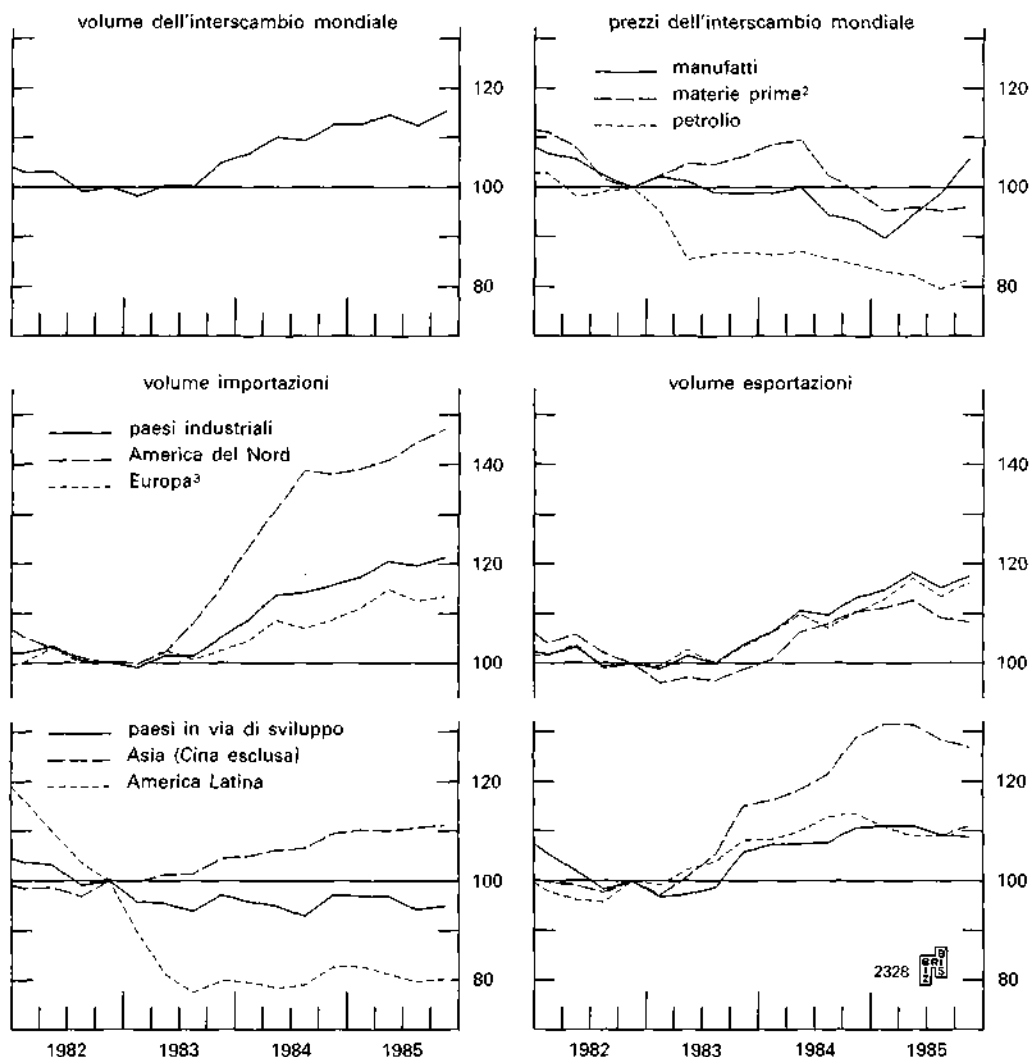 volume dell'interscambio mondiale
120
100
80
prezzi dell'interscambio mondiale
manufatti
materie prime²
petrolio
120
100
80
volume importazioni
paesi industriali
America del Nord
Europa³
140
120
100
volume esportazioni
140
120
100
paesi in via di sviluppo
Asia (Cina esclusa)
America Latina
120
100
80
1982 1983 1984 1985
120
100
80
2328
BRI
BIS
BIZ
1982 1983 1984 1985